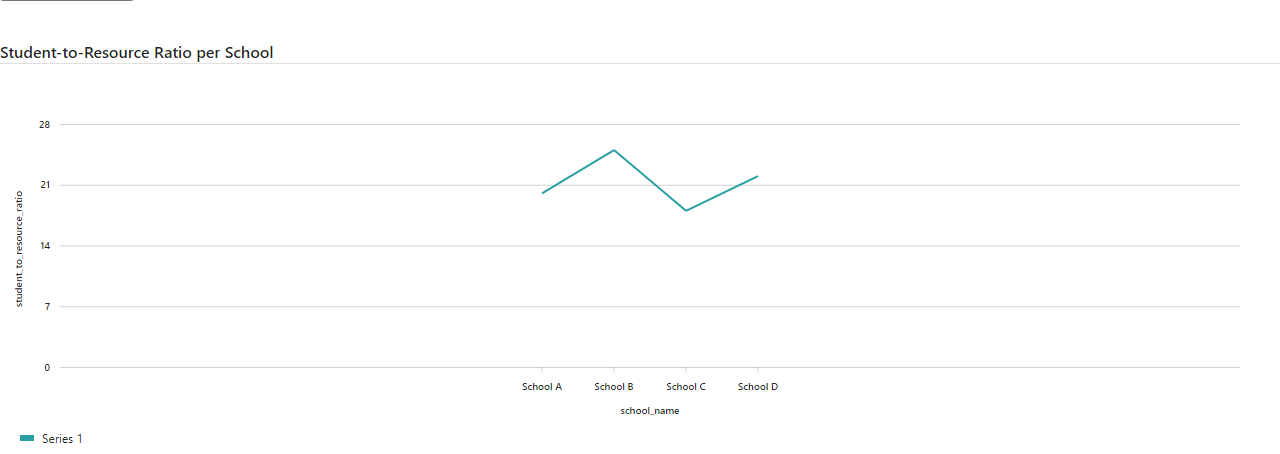 Student-to-Resource Ratio per School
28
21
14
7
0
student_to_resource_ratio
School A School B School C School D
school_name
Series 1